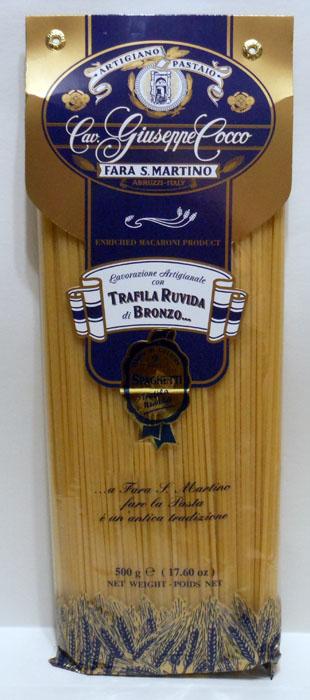 ARTIGIANO PASTAIO
Cav. Giuseppe Cocco
FARA S. MARTINO
ABRUZZI-ITALY
ENRICHED MACARONI PRODUCT
Lavorazione Artigianale
con
TRAFILA RUVIDA
di BRONZO...
SPAGHETTI
...a Fara S. Martino
fare la Pasta
è un'antica tradizione
500 g e ( 17.60 oz )
NET WEIGHT - POIDS NET